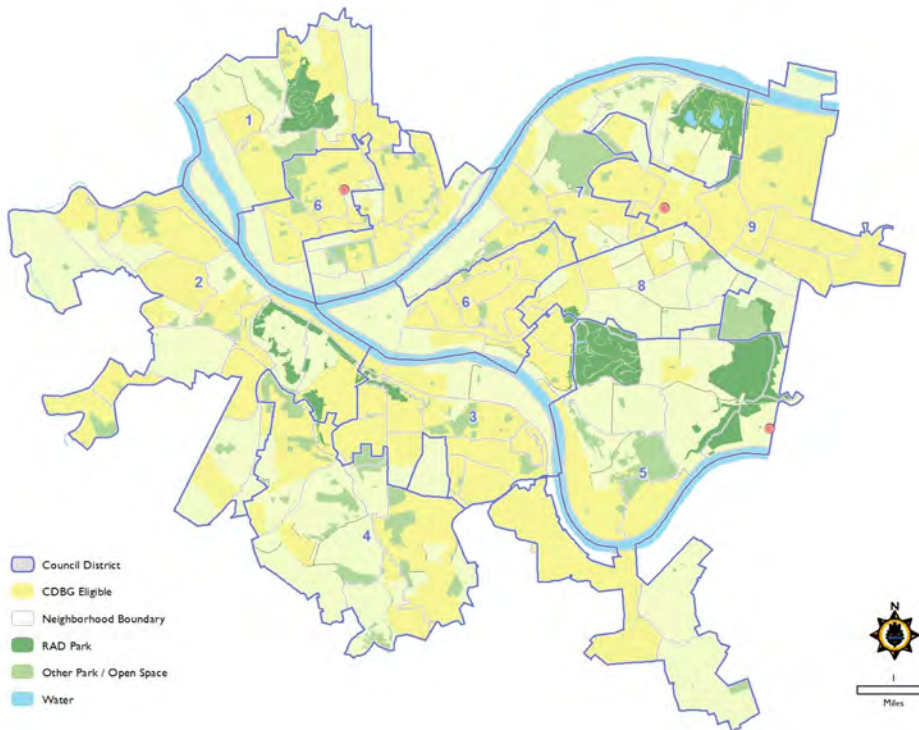 1
6
7
9
2
8
6
3
5
4
Council District
CDBG Eligible
Neighborhood Boundary
RAD Park
Other Park / Open Space
Water
N
1
Miles